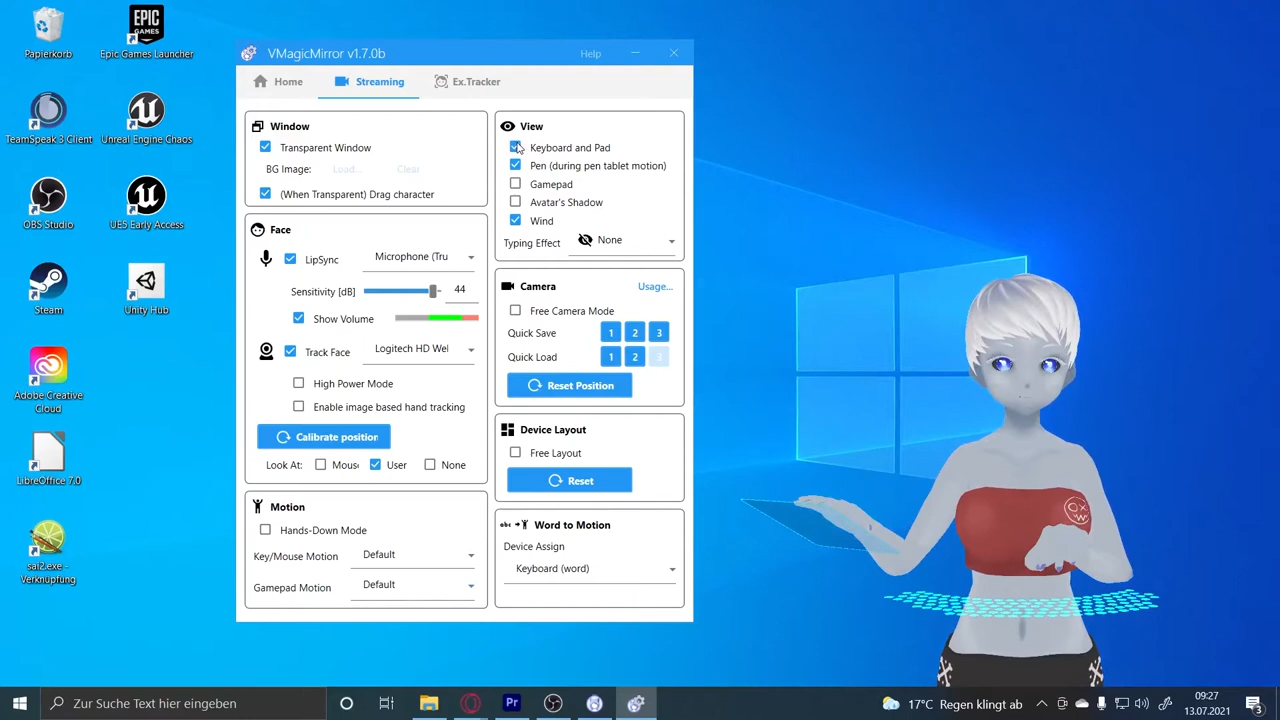 Papierkorb
Epic Games Launcher
EPIC
GAMES
TeamSpeak 3 Client
Unreal Engine Chaos
OBS Studio
UE5 Early Access
Steam
Unity Hub
Adobe Creative
Cloud
LibreOffice 7.0
sai2.exe -
Verknüpfung
VMagicMirror v1.7.0b
Help
Home
Streaming
Ex.Tracker
Window
Transparent Window
BG Image:
Load...
Clear
(When Transparent) Drag character
Face
LipSync
Microphone (Tru
Sensitivity [dB]
44
Show Volume
Track Face
Logitech HD Wel
High Power Mode
Enable image based hand tracking
Calibrate position
Look At:
Mouse
User
None
Motion
Hands-Down Mode
Key/Mouse Motion
Default
Gamepad Motion
Default
View
Keyboard and Pad
Pen (during pen tablet motion)
Gamepad
Avatar's Shadow
Wind
Typing Effect
None
Camera
Usage...
Free Camera Mode
Quick Save
1 2 3
Quick Load
1 2 3
Reset Position
Device Layout
Free Layout
Reset
abc
Word to Motion
Device Assign
Keyboard (word)
Zur Suche Text hier eingeben
Pr
17°C Regen klingt ab
09:27
13.07.2021
3